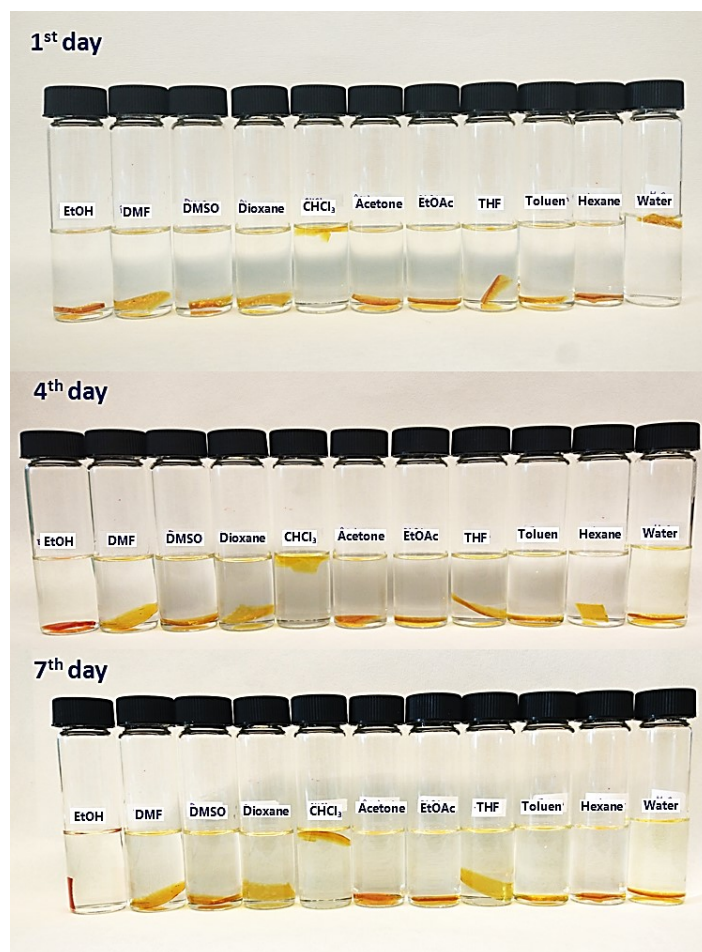 1st day
EtOH DMF DMSO Dioxane CHCl₃ Acetone EtOAc THF Toluen Hexane Water
4th day
EtOH DMF DMSO Dioxane CHCl₃ Acetone EtOAc THF Toluen Hexane Water
7th day
EtOH DMF DMSO Dioxane CHCl₃ Acetone EtOAc THF Toluen Hexane Water